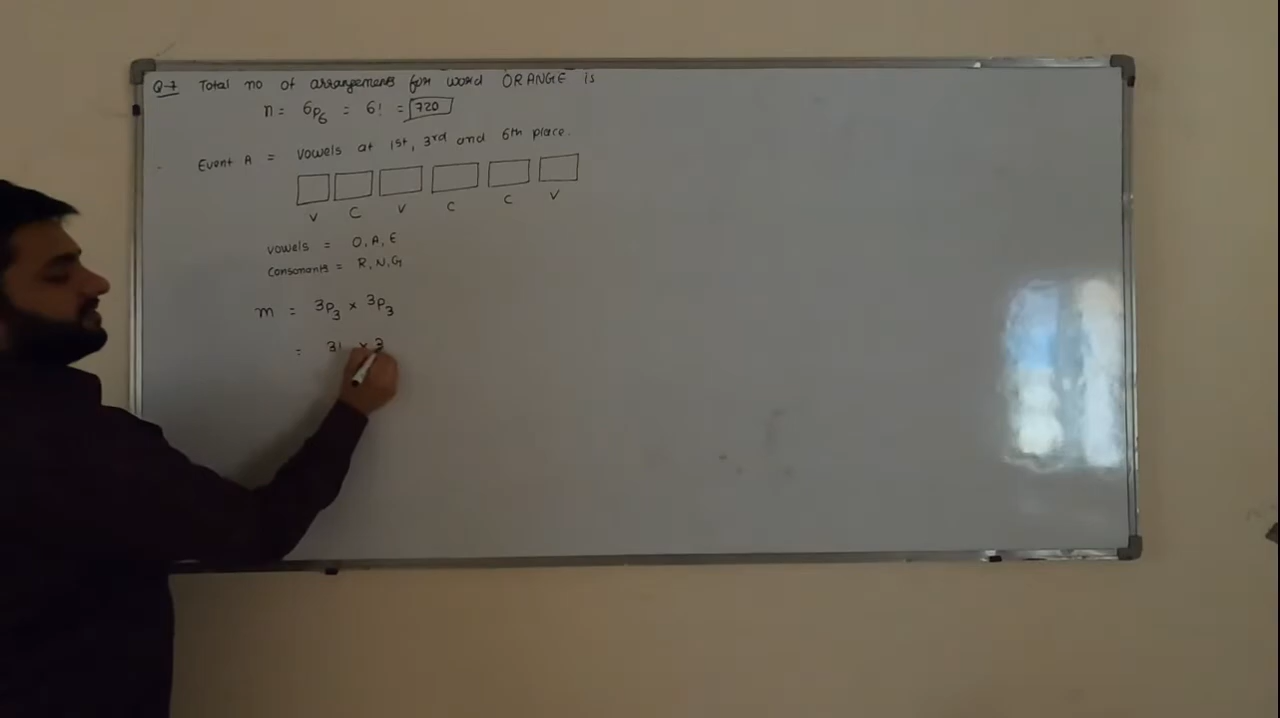 Q-7 Total no of arrangements for word ORANGE is
n = 6P6 = 6! = 720
Event A = vowels at 1st, 3rd and 6th place.
V C V C C V
vowels = O, A, E
Consonants = R, N, G
m = 3P3 × 3P3
= 3! × 3